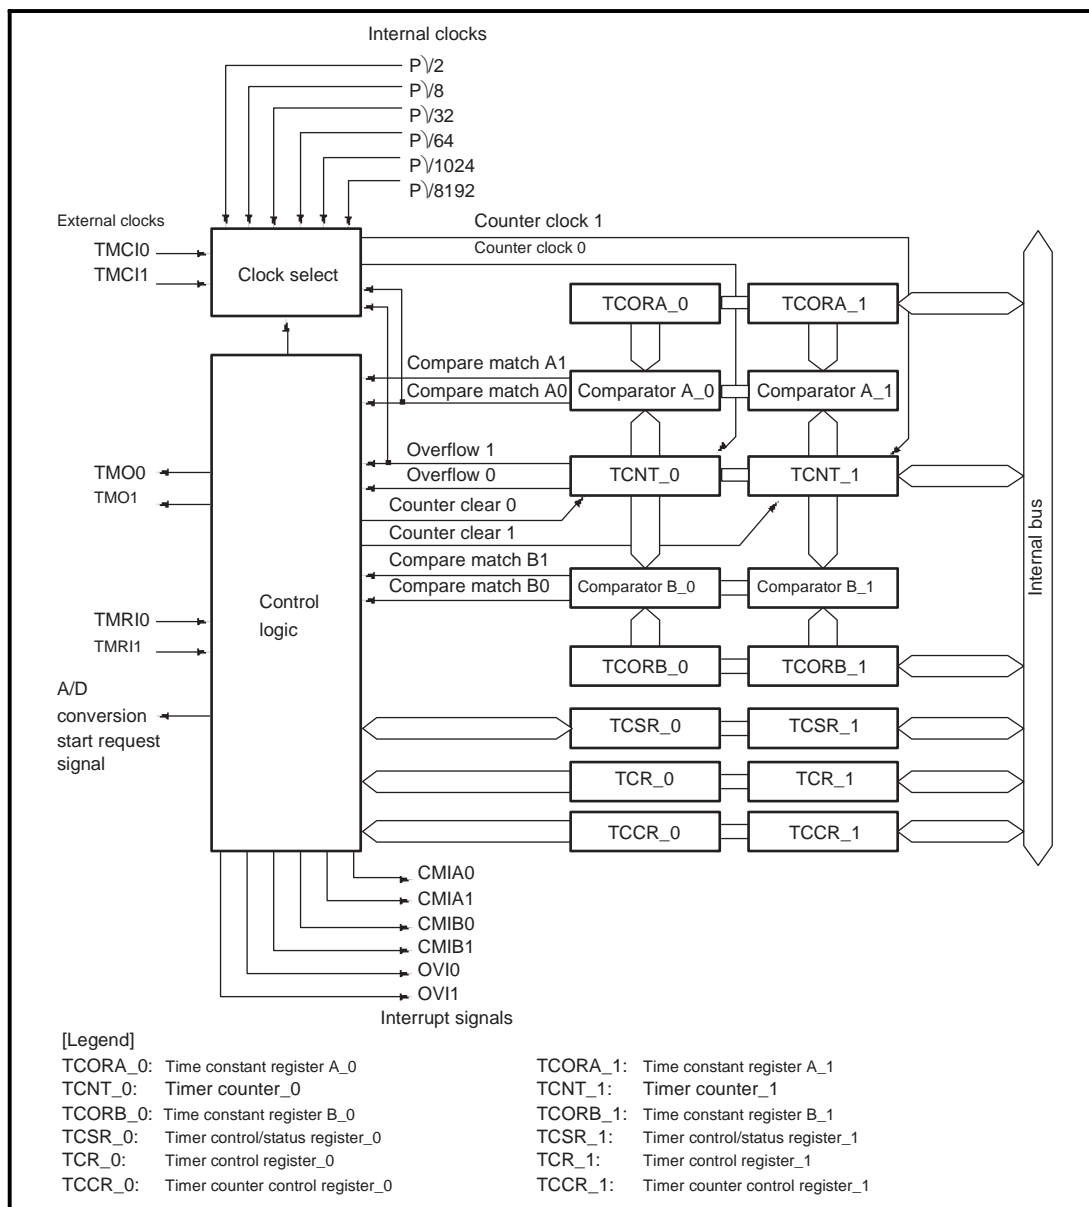 Internal clocks
P⟯/2
P⟯/8
P⟯/32
P⟯/64
P⟯/1024
P⟯/8192
External clocks
TMCI0
TMCI1
Clock select
Counter clock 1
Counter clock 0
TCORA_0
TCORA_1
Compare match A1
Compare match A0
Comparator A_0
Comparator A_1
TMO0
TMO1
Overflow 1
Overflow 0
TCNT_0
TCNT_1
Counter clear 0
Counter clear 1
Compare match B1
Compare match B0
Comparator B_0
Comparator B_1
Control
logic
TMRI0
TMRI1
TCORB_0
TCORB_1
A/D
conversion
start request
signal
TCSR_0
TCSR_1
TCR_0
TCR_1
TCCR_0
TCCR_1
Internal bus
CMIA0
CMIA1
CMIB0
CMIB1
OVI0
OVI1
Interrupt signals
[Legend]
TCORA_0: Time constant register A_0
TCNT_0: Timer counter_0
TCORB_0: Time constant register B_0
TCSR_0: Timer control/status register_0
TCR_0: Timer control register_0
TCCR_0: Timer counter control register_0
TCORA_1: Time constant register A_1
TCNT_1: Timer counter_1
TCORB_1: Time constant register B_1
TCSR_1: Timer control/status register_1
TCR_1: Timer control register_1
TCCR_1: Timer counter control register_1